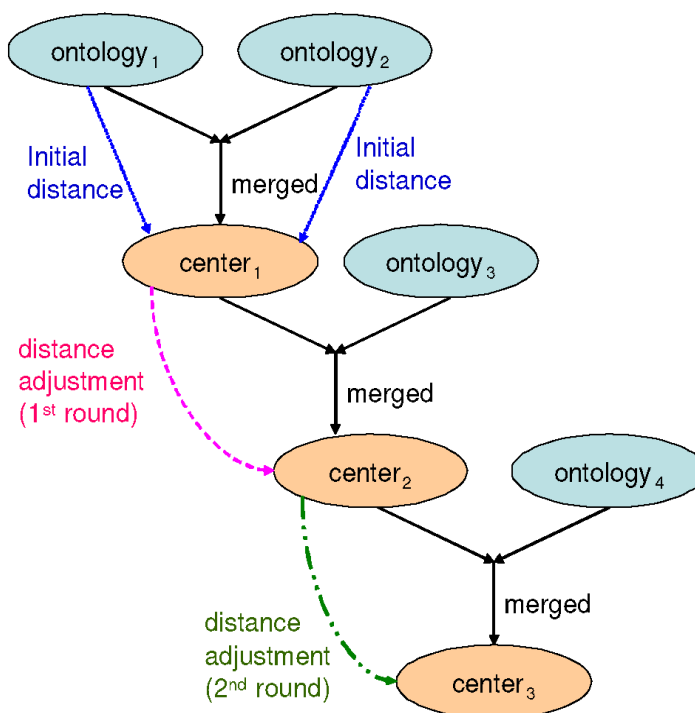 ontology₁
ontology₂
Initial
distance
Initial
distance
merged
center₁
ontology₃
distance
adjustment
(1ˢᵗ round)
merged
center₂
ontology₄
merged
distance
adjustment
(2ⁿᵈ round)
center₃